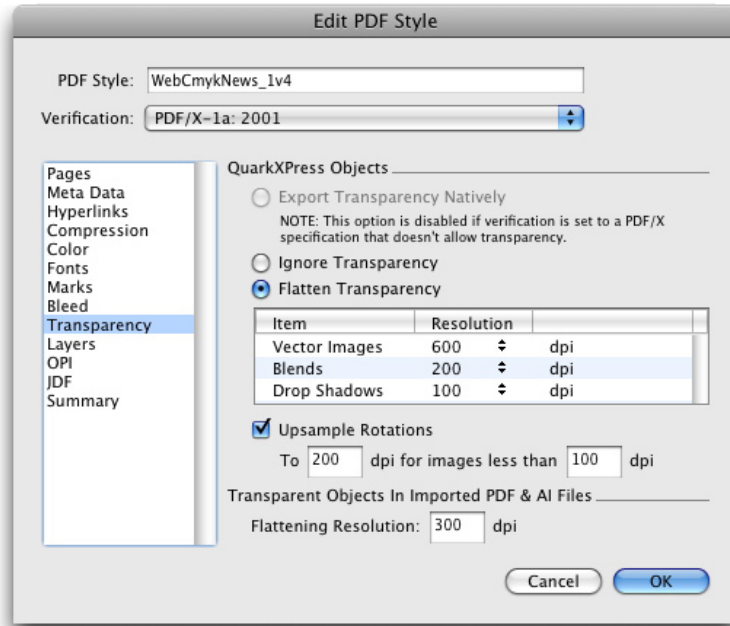 Edit PDF Style
PDF Style: WebCmykNews_1v4
Verification: PDF/X-1a: 2001
Pages
Meta Data
Hyperlinks
Compression
Color
Fonts
Marks
Bleed
Transparency
Layers
OPI
JDF
Summary
QuarkXPress Objects
Export Transparency Natively
NOTE: This option is disabled if verification is set to a PDF/X
specification that doesn't allow transparency.
Ignore Transparency
Flatten Transparency
Item Resolution
Vector Images 600 dpi
Blends 200 dpi
Drop Shadows 100 dpi
Upsample Rotations
To 200 dpi for images less than 100 dpi
Transparent Objects In Imported PDF & AI Files
Flattening Resolution: 300 dpi
Cancel OK